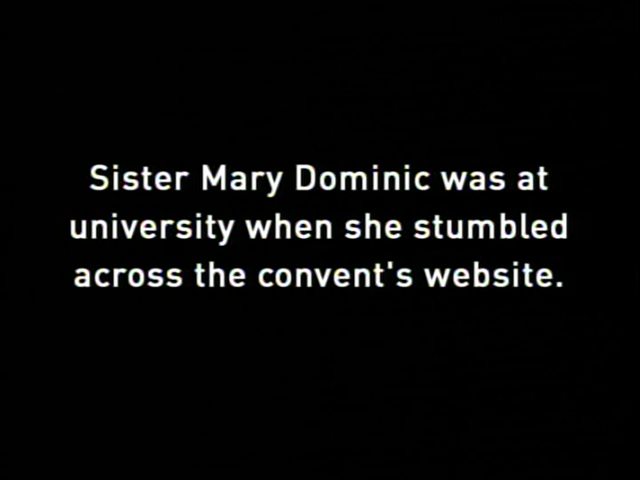 Sister Mary Dominic was at
university when she stumbled
across the convent's website.